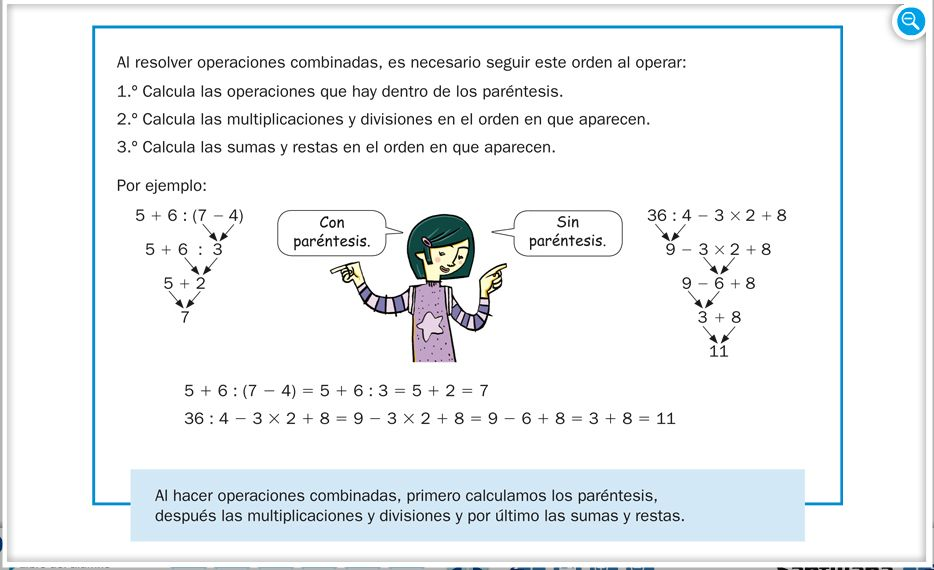 Al resolver operaciones combinadas, es necesario seguir este orden al operar:
1.º Calcula las operaciones que hay dentro de los paréntesis.
2.º Calcula las multiplicaciones y divisiones en el orden en que aparecen.
3.º Calcula las sumas y restas en el orden en que aparecen.
Por ejemplo:
5 + 6 : (7 − 4)
5 + 6 : 3
5 + 2
7
Con
paréntesis.
Sin
paréntesis.
36 : 4 − 3 × 2 + 8
9 − 3 × 2 + 8
9 − 6 + 8
3 + 8
11
5 + 6 : (7 − 4) = 5 + 6 : 3 = 5 + 2 = 7
36 : 4 − 3 × 2 + 8 = 9 − 3 × 2 + 8 = 9 − 6 + 8 = 3 + 8 = 11
Al hacer operaciones combinadas, primero calculamos los paréntesis,
después las multiplicaciones y divisiones y por último las sumas y restas.